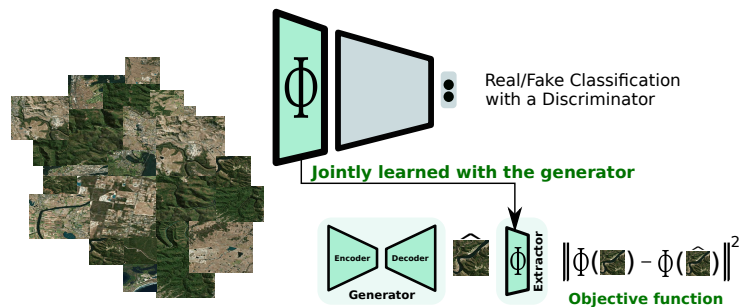 Φ
Real/Fake Classification
with a Discriminator
Jointly learned with the generator
Encoder
Decoder
Generator
Φ
Extractor
‖Φ( ) – Φ( )‖²
Objective function